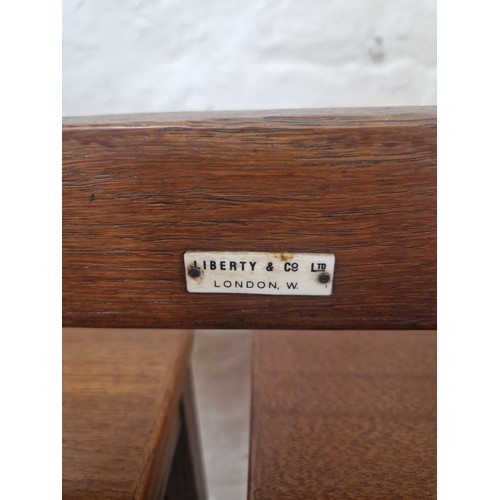 LIBERTY & Co LTD
LONDON, W.